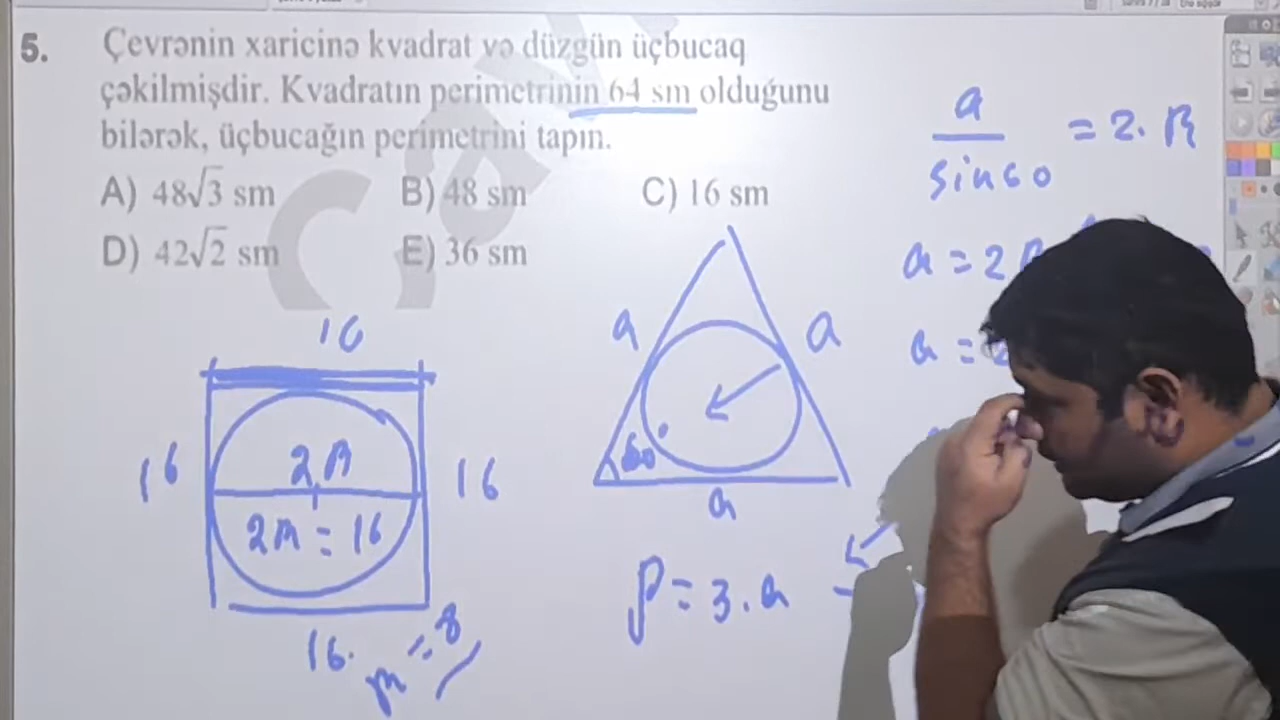 5. Çevrənin xaricinə kvadrat və düzgün üçbucaq
çəkilmişdir. Kvadratın perimetrinin 64 sm olduğunu
bilərək, üçbucağın perimetrini tapın.
A) 48√3 sm B) 48 sm C) 16 sm
D) 42√2 sm E) 36 sm
a
/ sin60 = 2. R
a = 2
a =
16
16
2R
16
2R = 16
16.
= 8
a
a
60°
a
P = 3. a